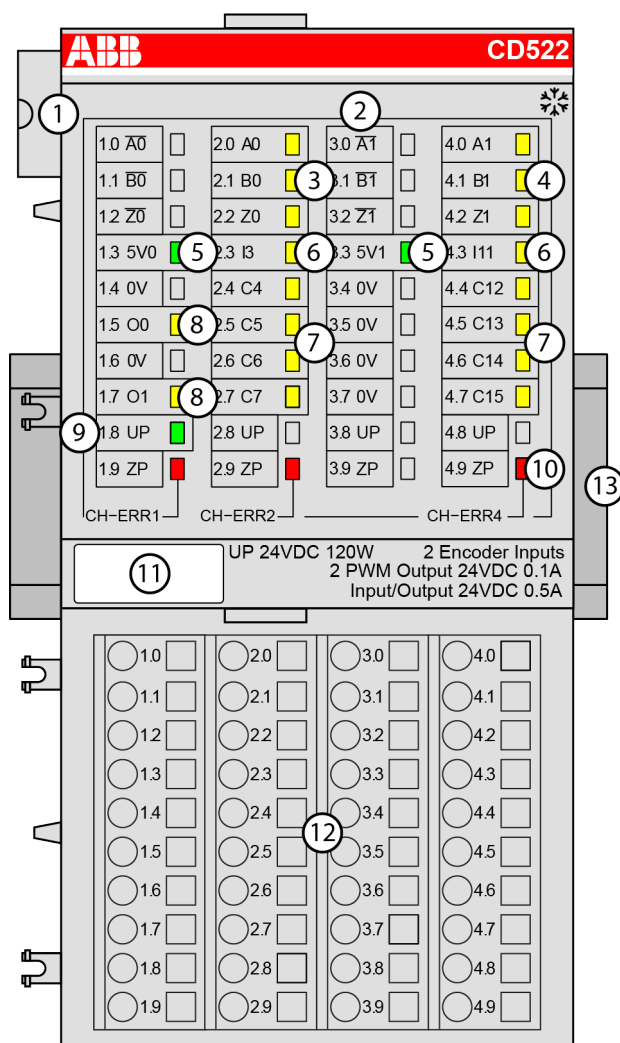 ABB CD522
1 2
1.0 A̅0̅ 2.0 A0 3.0 A̅1̅ 4.0 A1
1.1 B̅0̅ 2.1 B0 3 3.1 B̅1̅ 4.1 B1 4
1.2 Z̅0̅ 2.2 Z0 3.2 Z̅1̅ 4.2 Z1
1.3 5V0 5 2.3 I3 6 3.3 5V1 5 4.3 I11 6
1.4 0V 2.4 C4 3.4 0V 4.4 C12
1.5 O0 8 2.5 C5 3.5 0V 4.5 C13
7 7
1.6 0V 2.6 C6 3.6 0V 4.6 C14
1.7 O1 8 2.7 C7 3.7 0V 4.7 C15
9 1.8 UP 2.8 UP 3.8 UP 4.8 UP
1.9 ZP 2.9 ZP 3.9 ZP 4.9 ZP 10
13
CH-ERR1 CH-ERR2 CH-ERR4
11 UP 24VDC 120W 2 Encoder Inputs
2 PWM Output 24VDC 0.1A
Input/Output 24VDC 0.5A
1.0 2.0 3.0 4.0
1.1 2.1 3.1 4.1
1.2 2.2 3.2 4.2
1.3 2.3 3.3 4.3
1.4 2.4 3.4 4.4
12
1.5 2.5 3.5 4.5
1.6 2.6 3.6 4.6
1.7 2.7 3.7 4.7
1.8 2.8 3.8 4.8
1.9 2.9 3.9 4.9